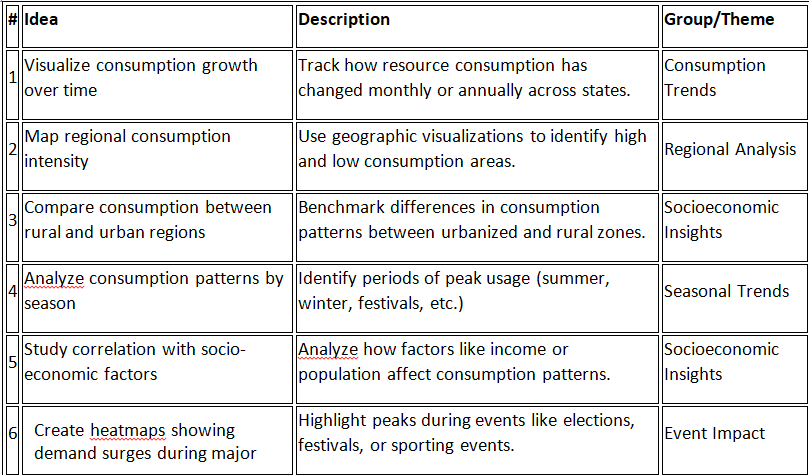 # Idea Description Group/Theme
1 Visualize consumption growth
over time
Track how resource consumption has
changed monthly or annually across states.
Consumption
Trends
2 Map regional consumption
intensity
Use geographic visualizations to identify high
and low consumption areas.
Regional Analysis
3 Compare consumption between
rural and urban regions
Benchmark differences in consumption
patterns between urbanized and rural zones.
Socioeconomic
Insights
4 Analyze consumption patterns by
season
Identify periods of peak usage (summer,
winter, festivals, etc.)
Seasonal Trends
5 Study correlation with socio-
economic factors
Analyze how factors like income or
population affect consumption patterns.
Socioeconomic
Insights
6 Create heatmaps showing
demand surges during major
Highlight peaks during events like elections,
festivals, or sporting events.
Event Impact